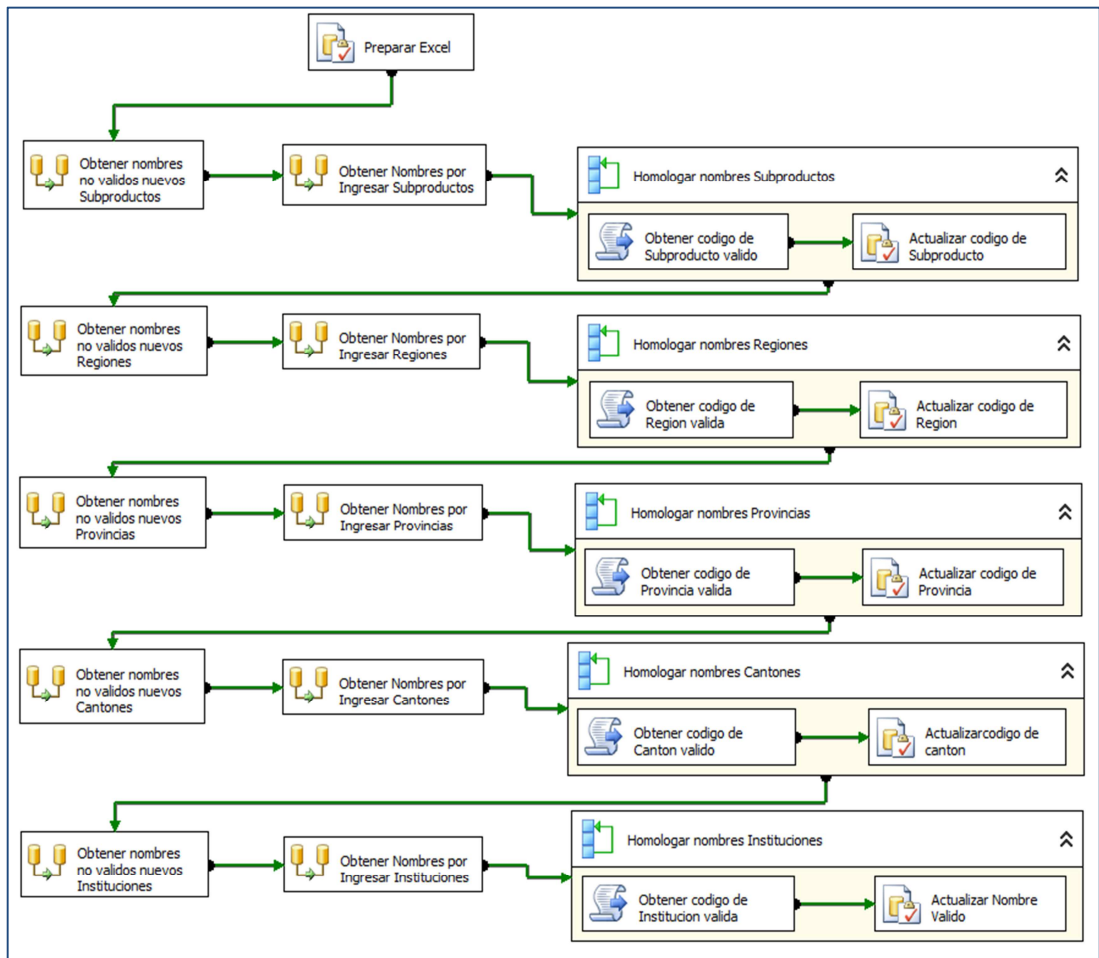 Preparar Excel
Obtener nombres
no validos nuevos
Subproductos
Obtener Nombres por
Ingresar Subproductos
Homologar nombres Subproductos
Obtener codigo de
Subproducto valido
Actualizar codigo de
Subproducto
Obtener nombres
no validos nuevos
Regiones
Obtener Nombres por
Ingresar Regiones
Homologar nombres Regiones
Obtener codigo de
Region valida
Actualizar codigo de
Region
Obtener nombres
no validos nuevos
Provincias
Obtener Nombres por
Ingresar Provincias
Homologar nombres Provincias
Obtener codigo de
Provincia valida
Actualizar codigo de
Provincia
Obtener nombres
no validos nuevos
Cantones
Obtener Nombres por
Ingresar Cantones
Homologar nombres Cantones
Obtener codigo de
Canton valido
Actualizarcodigo de
canton
Obtener nombres
no validos nuevos
Instituciones
Obtener Nombres por
Ingresar Instituciones
Homologar nombres Instituciones
Obtener codigo de
Institucion valida
Actualizar Nombre
Valido